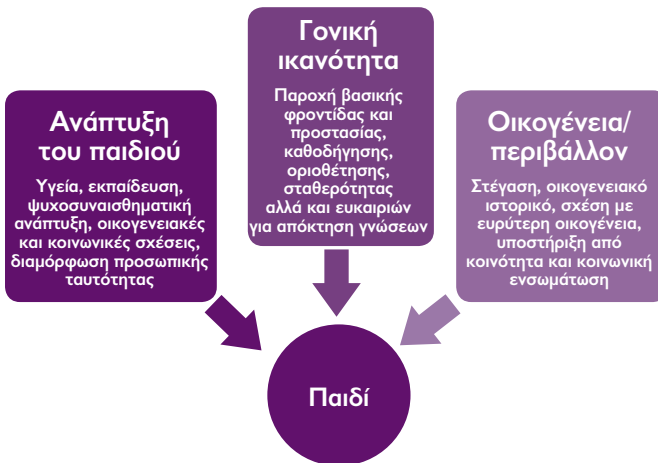 Ανάπτυξη
του παιδιού
Υγεία, εκπαίδευση,
ψυχοσυναισθηματική
ανάπτυξη, οικογενειακές
και κοινωνικές σχέσεις,
διαμόρφωση προσωπικής
ταυτότητας
Γονική
ικανότητα
Παροχή βασικής
φροντίδας και
προστασίας,
καθοδήγησης,
οριοθέτησης,
σταθερότητας
αλλά και ευκαιριών
για απόκτηση γνώσεων
Οικογένεια/
περιβάλλον
Στέγαση, οικογενειακό
ιστορικό, σχέση με
ευρύτερη οικογένεια,
υποστήριξη από
κοινότητα και κοινωνική
ενσωμάτωση
Παιδί